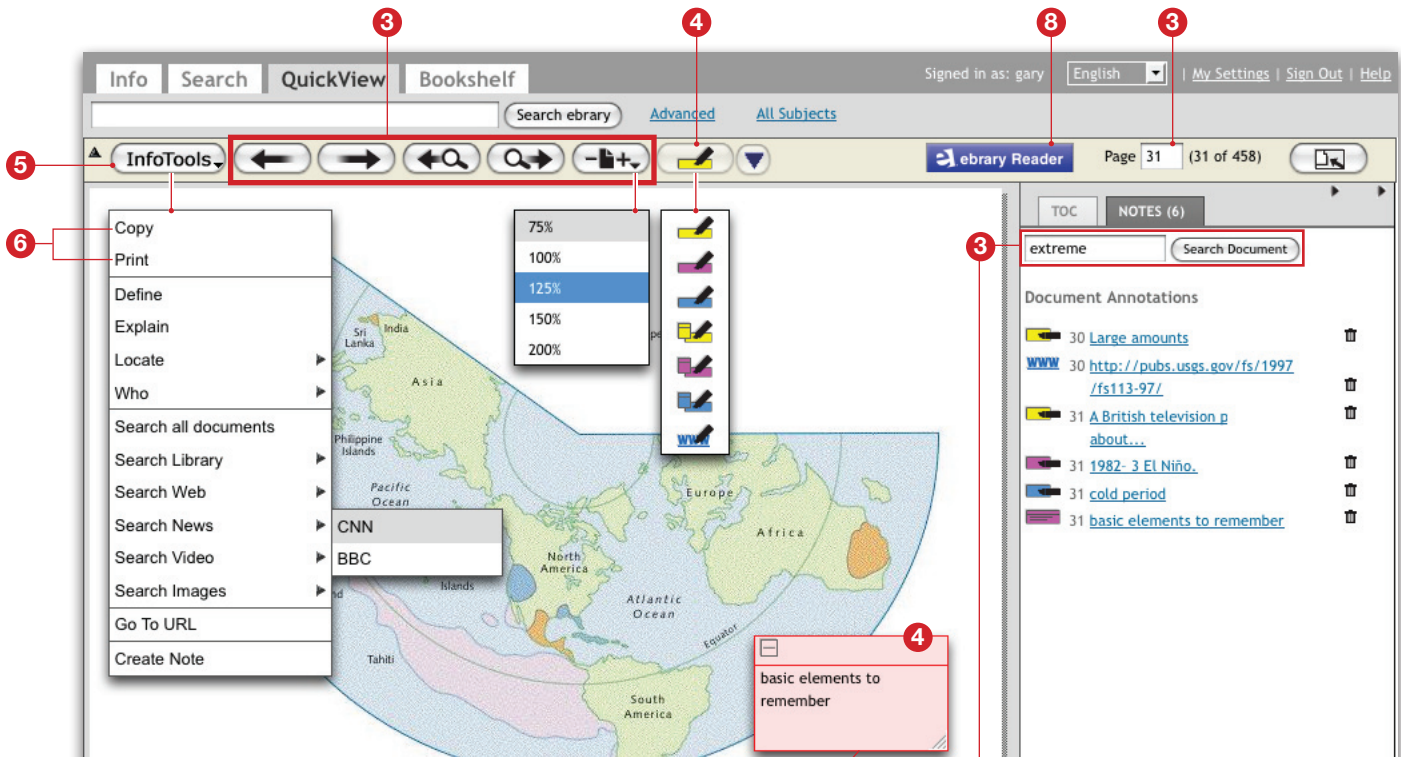 3 4 8 3
Info Search QuickView Bookshelf Signed in as: gary English | My Settings | Sign Out | Help
Search ebrary Advanced All Subjects
5 InfoTools -+ ebrary Reader Page 31 (31 of 458)
TOC NOTES (6)
6
Copy
Print
Define
Explain
Locate
Who
Search all documents
Search Library
Search Web
Search News
Search Video
Search Images
Go To URL
Create Note
CNN
BBC
75%
100%
125%
150%
200%
www
3
extreme Search Document
Document Annotations
30 Large amounts
www 30 http://pubs.usgs.gov/fs/1997
/fs113-97/
31 A British television p
about...
31 1982- 3 El Niño.
31 cold period
31 basic elements to remember
Sri
Lanka
India
Asia
Philippine
Islands
Pacific
Ocean
Islands
Tahiti
North
America
Europe
Africa
Atlantic
Ocean
Equator
South
America
4
basic elements to
remember